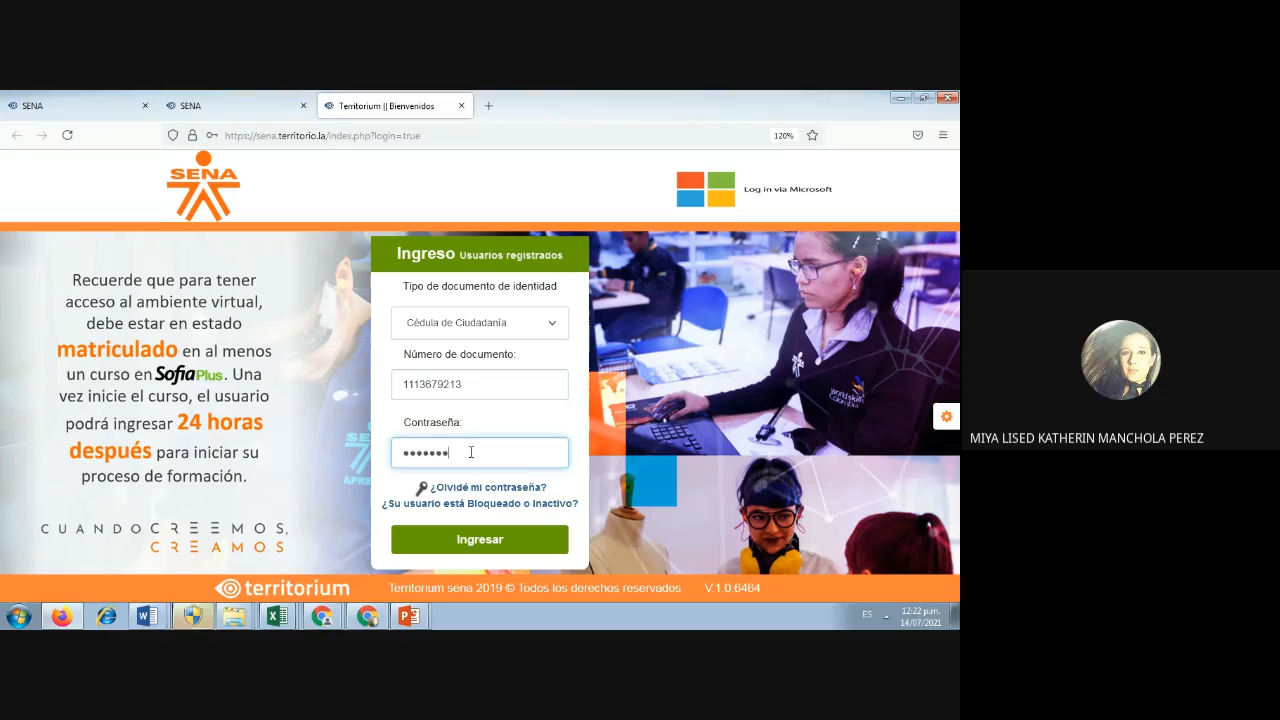 SENA
SENA
Territorium || Bienvenidos
https://sena.territorio.la/index.php?login=true
120%
SENA
Log in via Microsoft
Recuerde que para tener
acceso al ambiente virtual,
debe estar en estado
matriculado en al menos
un curso en SofiaPlus. Una
vez inicie el curso, el usuario
podrá ingresar 24 horas
después para iniciar su
proceso de formación.
CUANDO CREEMOS,
CREAMOS
Ingreso Usuarios registrados
Tipo de documento de identidad
Cédula de Ciudadanía
Número de documento:
1113679213
Contraseña:
•••••••
¿Olvidé mi contraseña?
¿Su usuario está Bloqueado o Inactivo?
Ingresar
worldskills
Colombia
territorium
Territorium sena 2019 © Todos los derechos reservados V.1.0.6464
ES
12:22 p.m.
14/07/2021
MIYA LISED KATHERIN MANCHOLA PEREZ